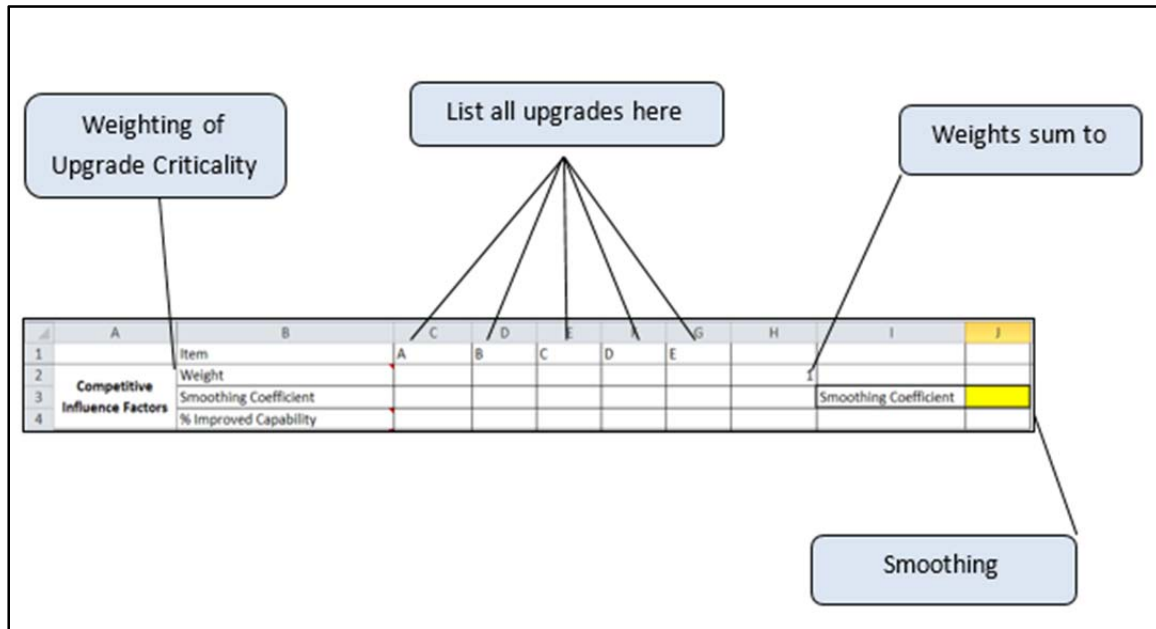 Weighting of
Upgrade Criticality
List all upgrades here
Weights sum to
A B C D E F G H I J
1 Item A B C D E
2 Weight 1
Competitive
Influence Factors
3 Smoothing Coefficient Smoothing Coefficient
4 % Improved Capability
Smoothing